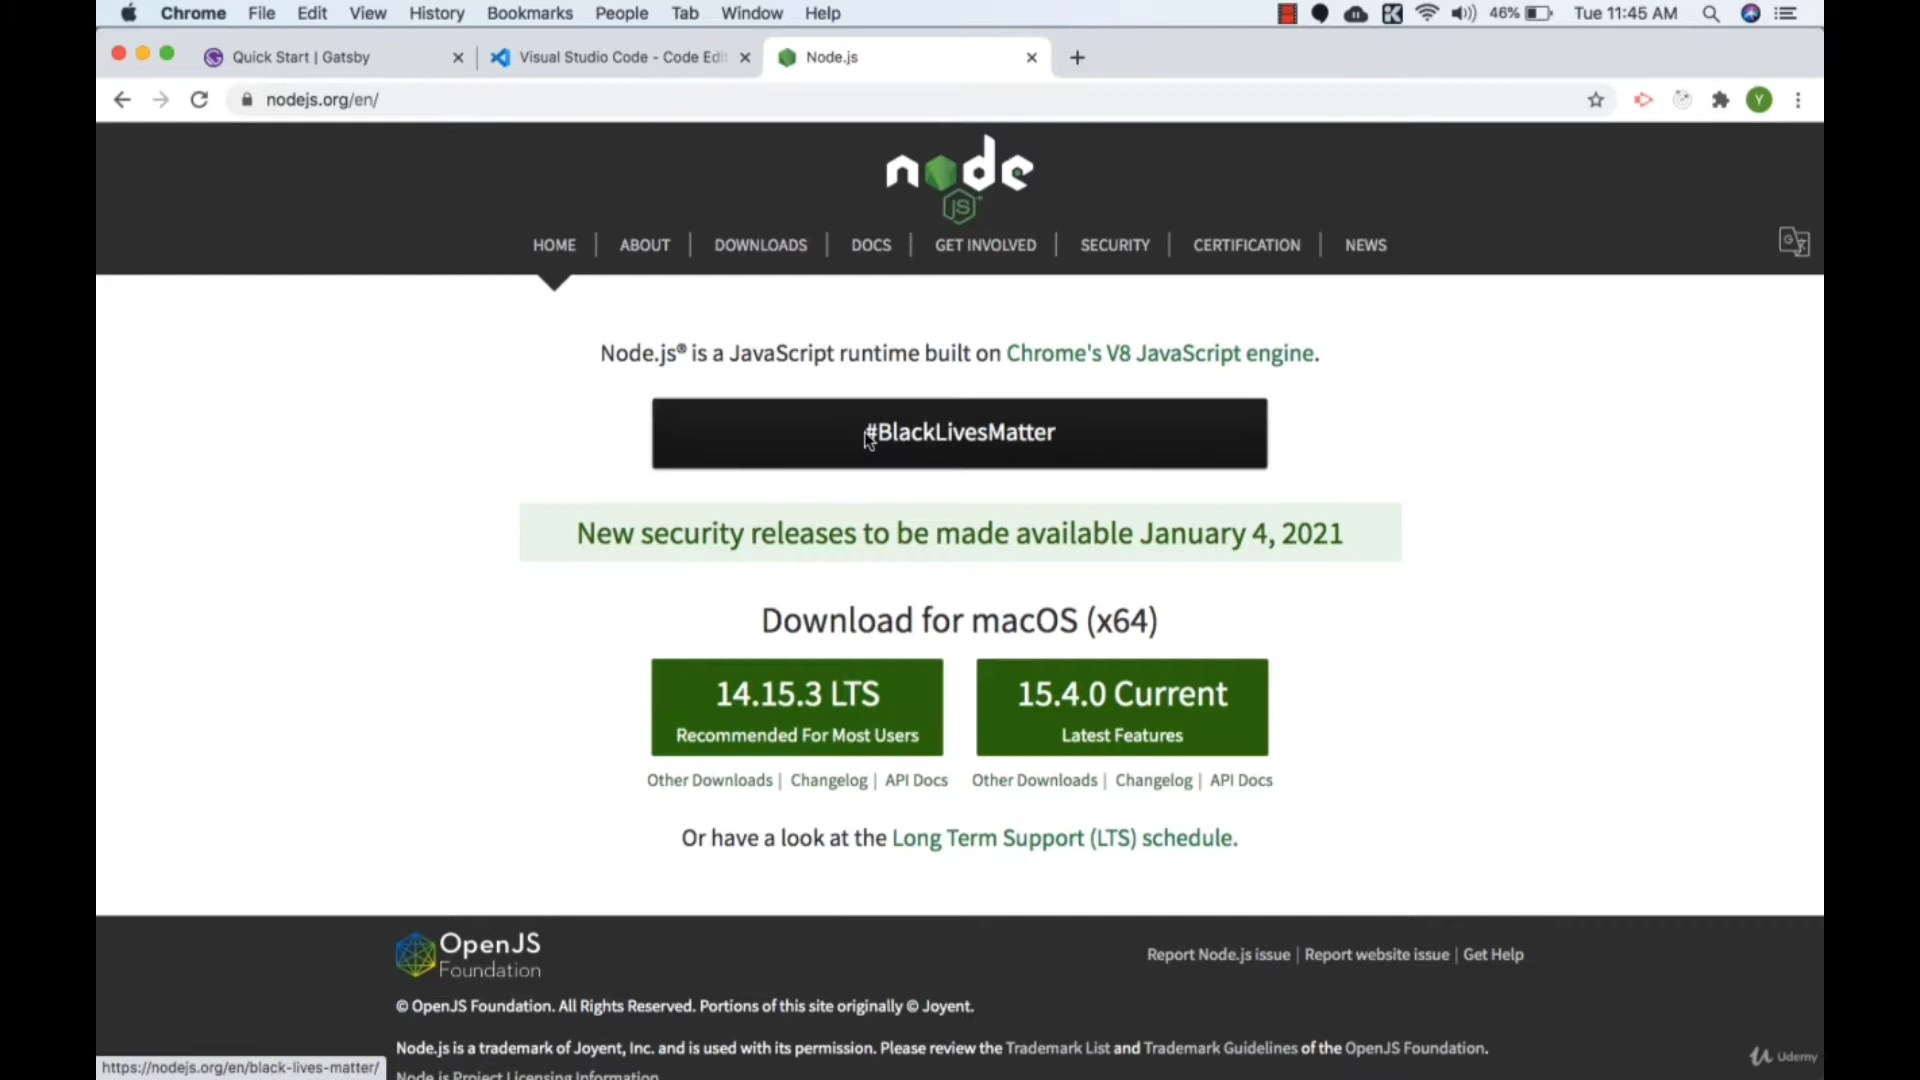 Chrome File Edit View History Bookmarks People Tab Window Help 46% Tue 11:45 AM
Quick Start | Gatsby Visual Studio Code - Code Edi Node.js
nodejs.org/en/ Y
node
JS
HOME | ABOUT | DOWNLOADS | DOCS | GET INVOLVED | SECURITY | CERTIFICATION | NEWS
Node.js® is a JavaScript runtime built on Chrome's V8 JavaScript engine.
#BlackLivesMatter
New security releases to be made available January 4, 2021
Download for macOS (x64)
14.15.3 LTS 15.4.0 Current
Recommended For Most Users Latest Features
Other Downloads | Changelog | API Docs Other Downloads | Changelog | API Docs
Or have a look at the Long Term Support (LTS) schedule.
OpenJS
Foundation
Report Node.js issue | Report website issue | Get Help
© OpenJS Foundation. All Rights Reserved. Portions of this site originally © Joyent.
Node.js is a trademark of Joyent, Inc. and is used with its permission. Please review the Trademark List and Trademark Guidelines of the OpenJS Foundation.
Node.js Project Licensing Information
https://nodejs.org/en/black-lives-matter/
Udemy